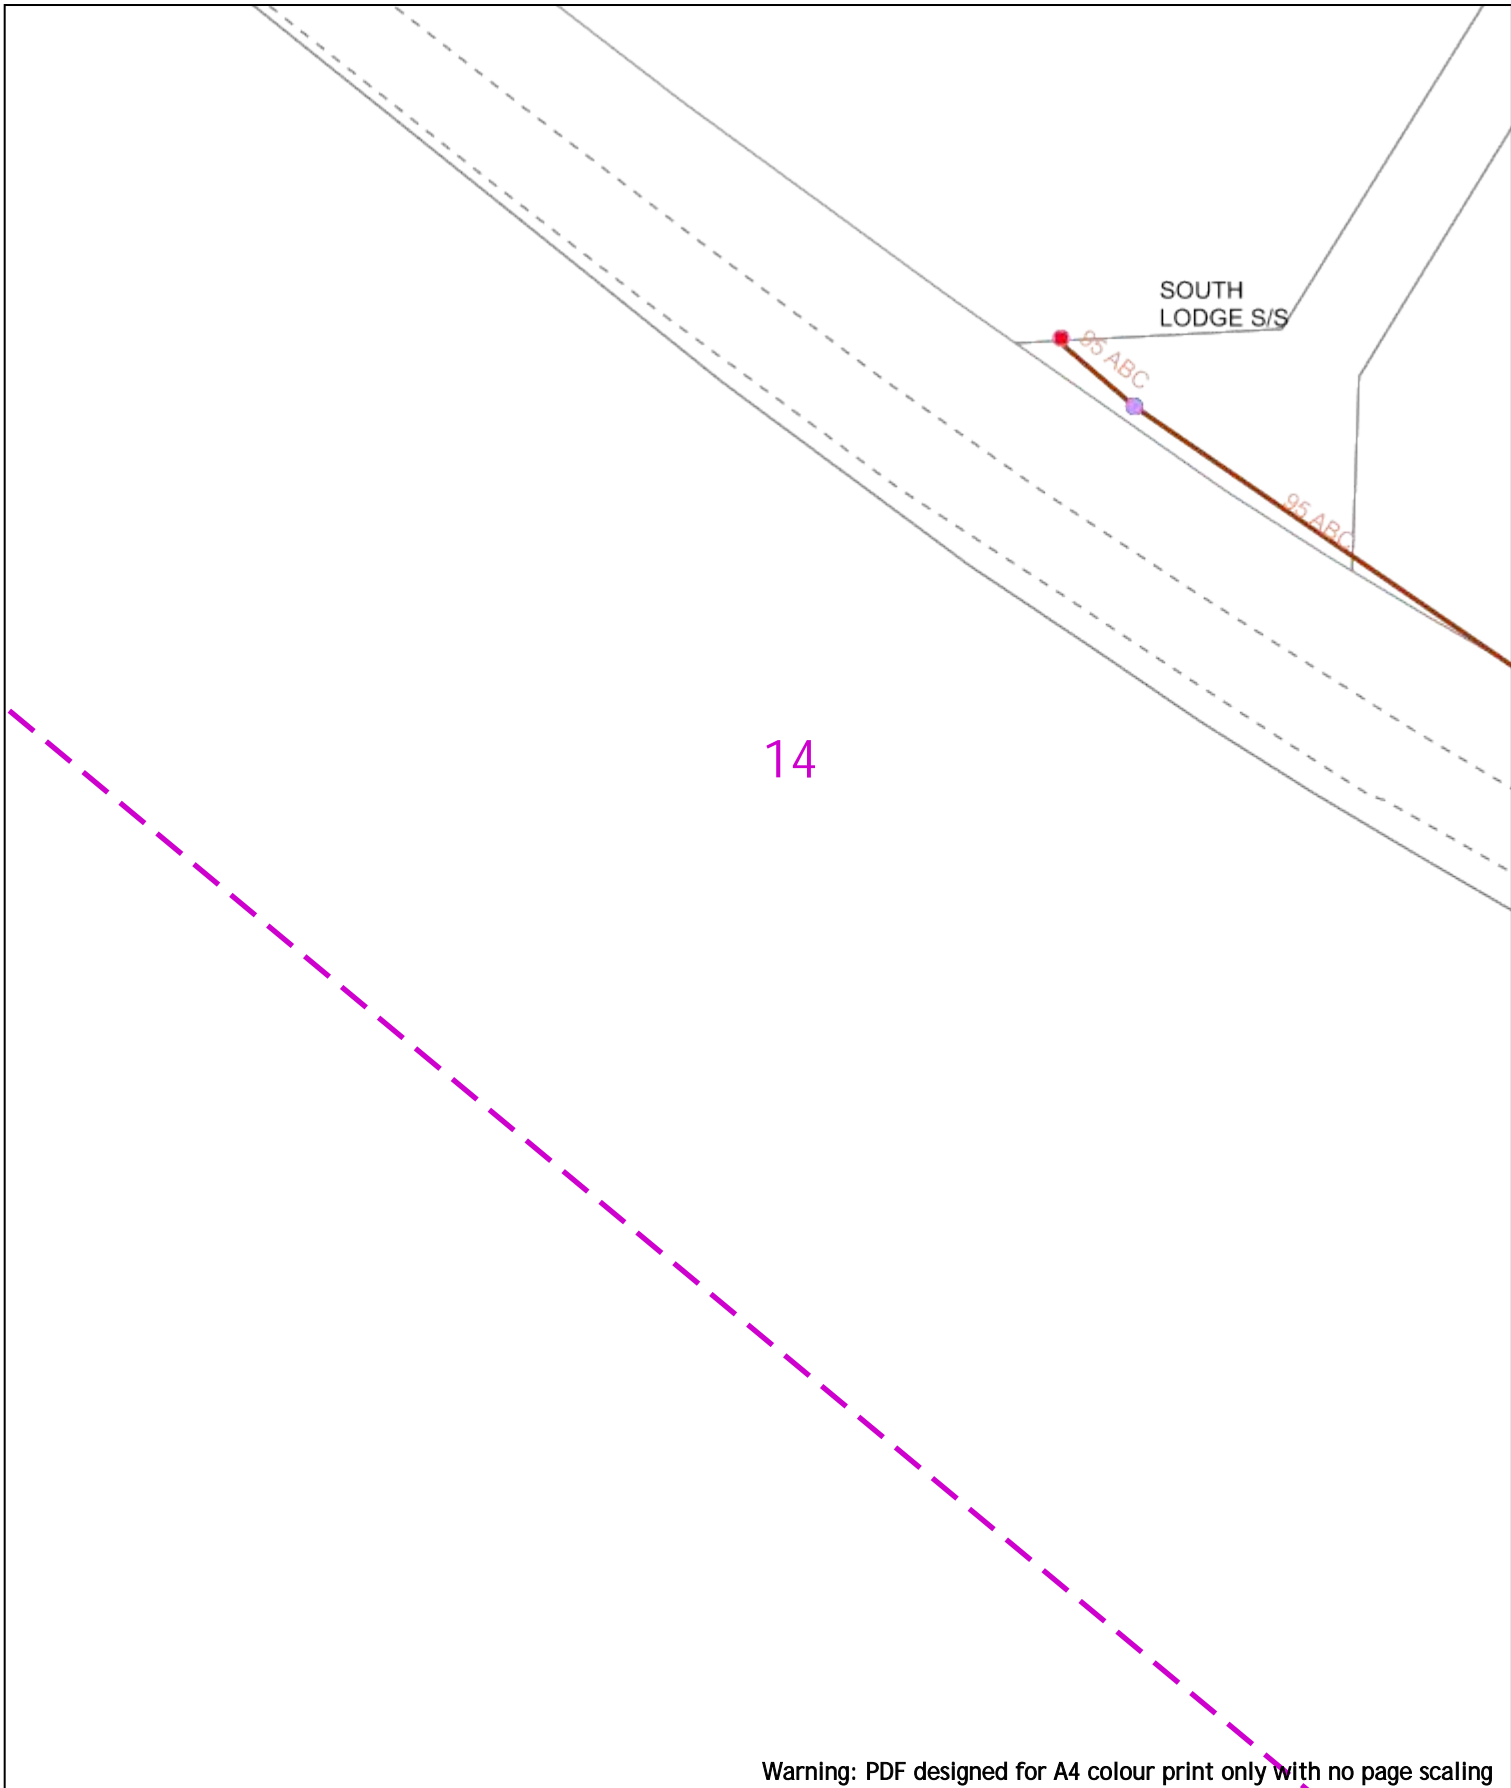 SOUTH
LODGE S/S
95 ABC
95 ABC
14
Warning: PDF designed for A4 colour print only with no page scaling